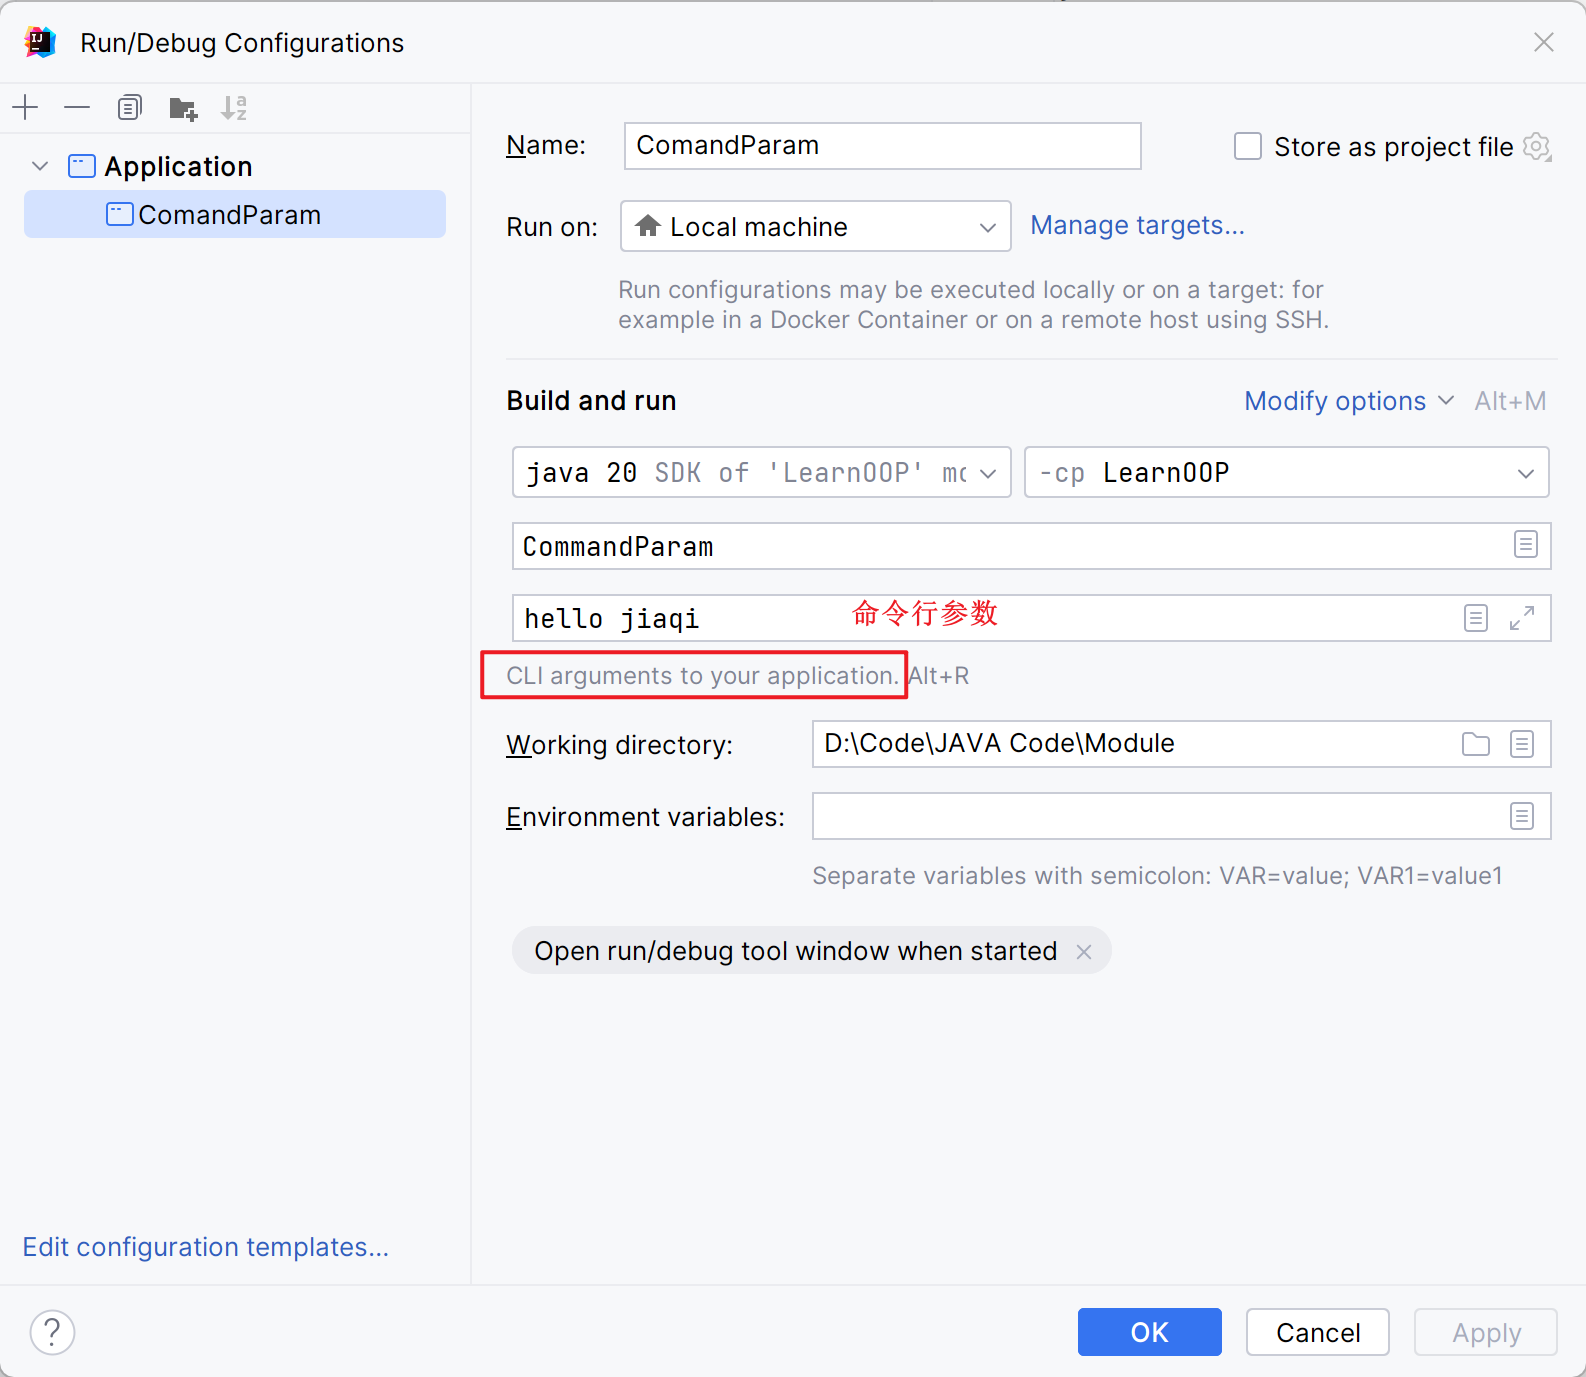 Run/Debug Configurations
Application
ComandParam
Edit configuration templates...
Name: ComandParam Store as project file
Run on: Local machine Manage targets...
Run configurations may be executed locally or on a target: for
example in a Docker Container or on a remote host using SSH.
Build and run Modify options Alt+M
java 20 SDK of 'LearnOOP' mo -cp LearnOOP
CommandParam
hello jiaqi 命令行参数
CLI arguments to your application. Alt+R
Working directory: D:\Code\JAVA Code\Module
Environment variables:
Separate variables with semicolon: VAR=value; VAR1=value1
Open run/debug tool window when started
OK Cancel Apply